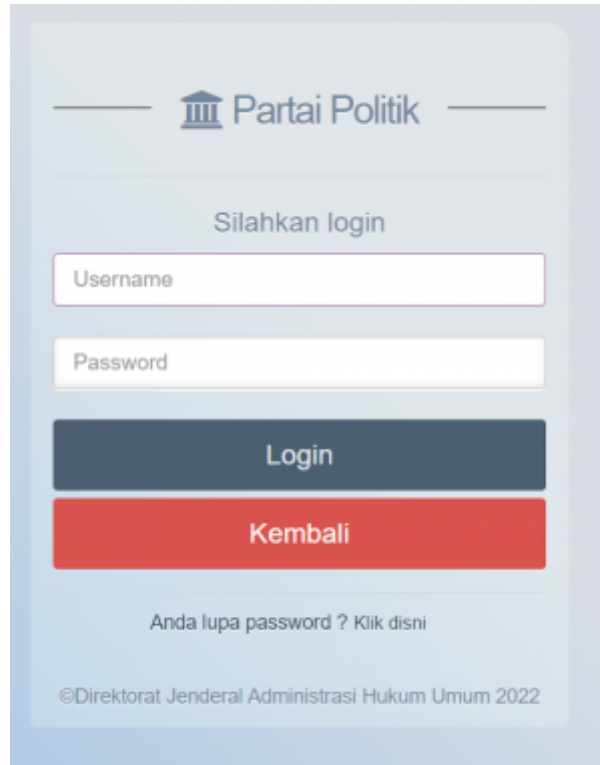 Partai Politik
Silahkan login
Username
Password
Login
Kembali
Anda lupa password ? Klik disni
©Direktorat Jenderal Administrasi Hukum Umum 2022